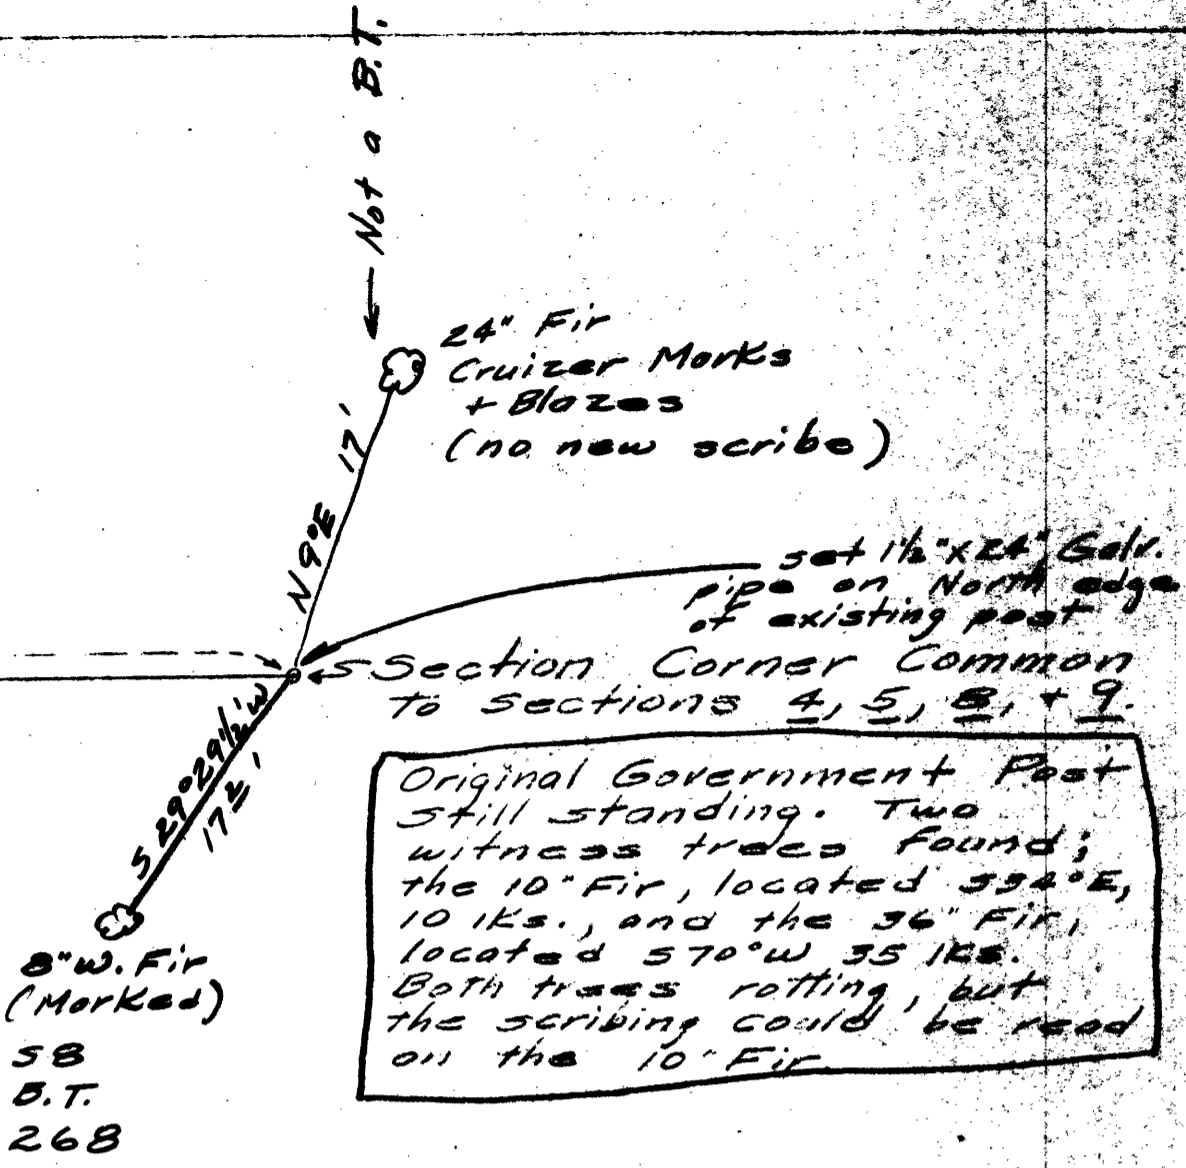 Not a B.T.
24" Fir
Cruizer Marks
+ Blazes
(no new scribe)
N9°E 17'
set 1½" x 24" Galv.
pipe on North edge
of existing post
Section Corner Common
To Sections 4, 5, 8, + 9.
S 29°29½'W
17½'
8" W. Fir
(Marked)
S8
B.T.
268
Original Government Post
still standing. Two
witness trees found;
the 10" Fir, located S34°E,
10 lks., and the 36" Fir,
located S70°W 35 lks.
Both trees rotting, but
the scribing could be read
on the 10" Fir.